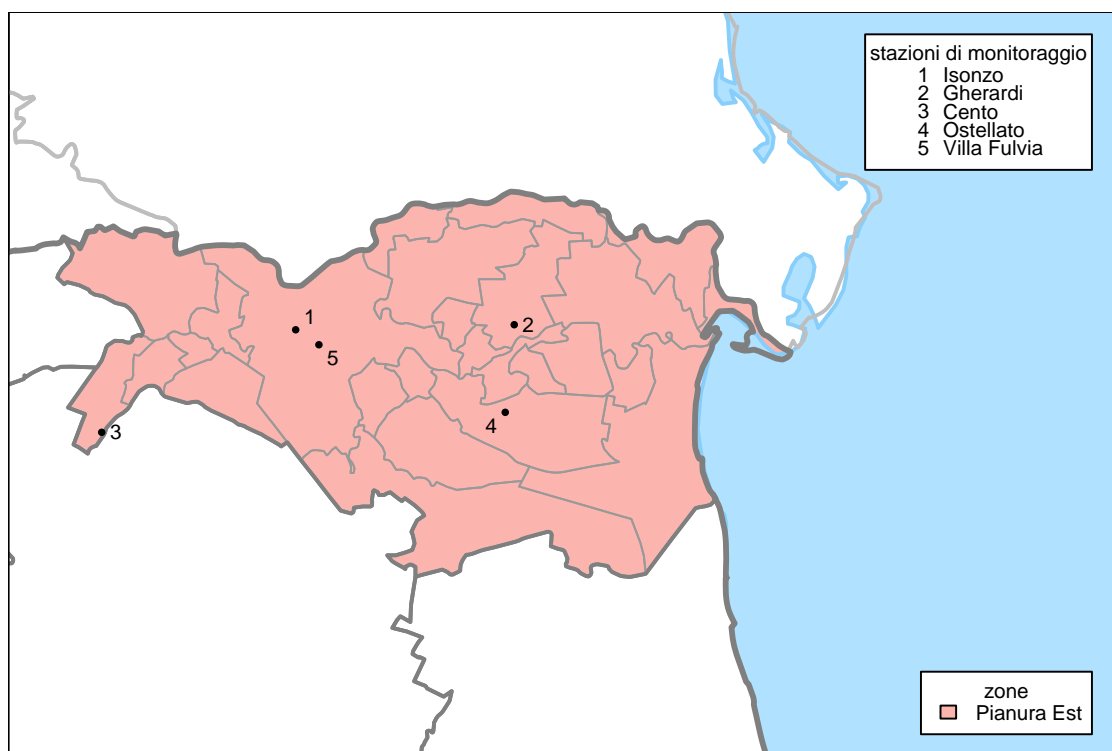 stazioni di monitoraggio
1 Isonzo
2 Gherardi
3 Cento
4 Ostellato
5 Villa Fulvia
1
2
5
4
3
zone
Pianura Est